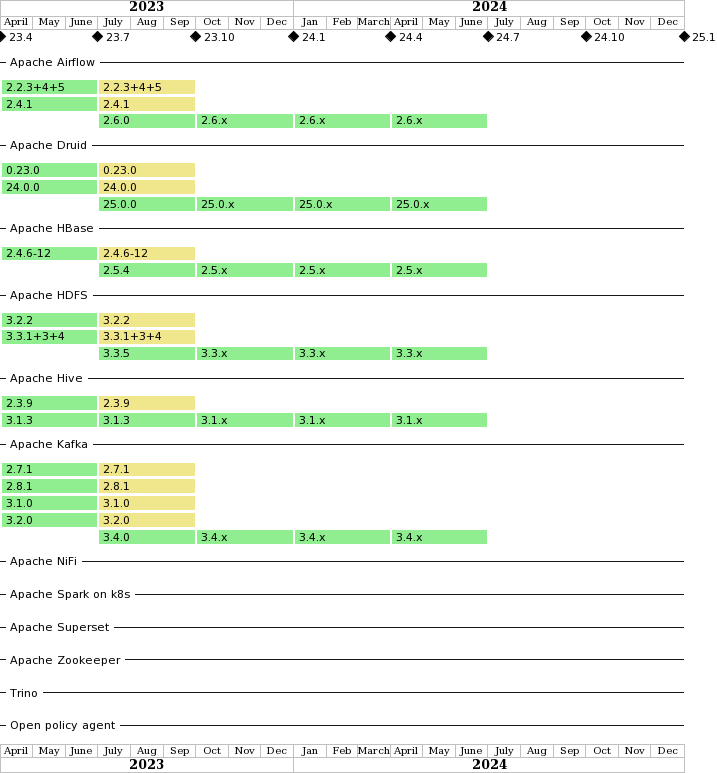 2023 2024
April May June July Aug Sep Oct Nov Dec Jan Feb March April May June July Aug Sep Oct Nov Dec
23.4 23.7 23.10 24.1 24.4 24.7 24.10 25.1
Apache Airflow
2.2.3+4+5 2.2.3+4+5
2.4.1 2.4.1
2.6.0 2.6.x 2.6.x 2.6.x
Apache Druid
0.23.0 0.23.0
24.0.0 24.0.0
25.0.0 25.0.x 25.0.x 25.0.x
Apache HBase
2.4.6-12 2.4.6-12
2.5.4 2.5.x 2.5.x 2.5.x
Apache HDFS
3.2.2 3.2.2
3.3.1+3+4 3.3.1+3+4
3.3.5 3.3.x 3.3.x 3.3.x
Apache Hive
2.3.9 2.3.9
3.1.3 3.1.3 3.1.x 3.1.x 3.1.x
Apache Kafka
2.7.1 2.7.1
2.8.1 2.8.1
3.1.0 3.1.0
3.2.0 3.2.0
3.4.0 3.4.x 3.4.x 3.4.x
Apache NiFi
Apache Spark on k8s
Apache Superset
Apache Zookeeper
Trino
Open policy agent
April May June July Aug Sep Oct Nov Dec Jan Feb March April May June July Aug Sep Oct Nov Dec
2023 2024